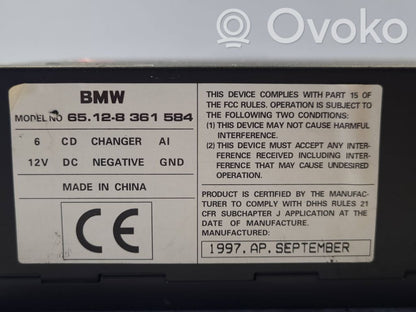 Ovoko
BMW
MODEL NO 65.12-8 361 584
6 CD CHANGER AI
12V DC NEGATIVE GND
MADE IN CHINA
CE
THIS DEVICE COMPLIES WITH PART 15 OF
THE FCC RULES. OPERATION IS SUBJECT TO
THE FOLLOWING TWO CONDITIONS:
(1) THIS DEVICE MAY NOT CAUSE HARMFUL
INTERFERENCE.
(2) THIS DEVICE MUST ACCEPT ANY INTER-
FERENCE RECEIVED INCLUDING INTER-
FERENCE THAT MAY CAUSE UNDESIRED
OPERATION.
PRODUCT IS CERTIFIED BY THE MANUFAC-
TURER TO COMPLY WITH DHHS RULES 21
CFR SUBCHAPTER J APPLICATION AT THE
DATE OF MANUFACTURE.
MANUFACTURED:
1997. AP. SEPTEMBER